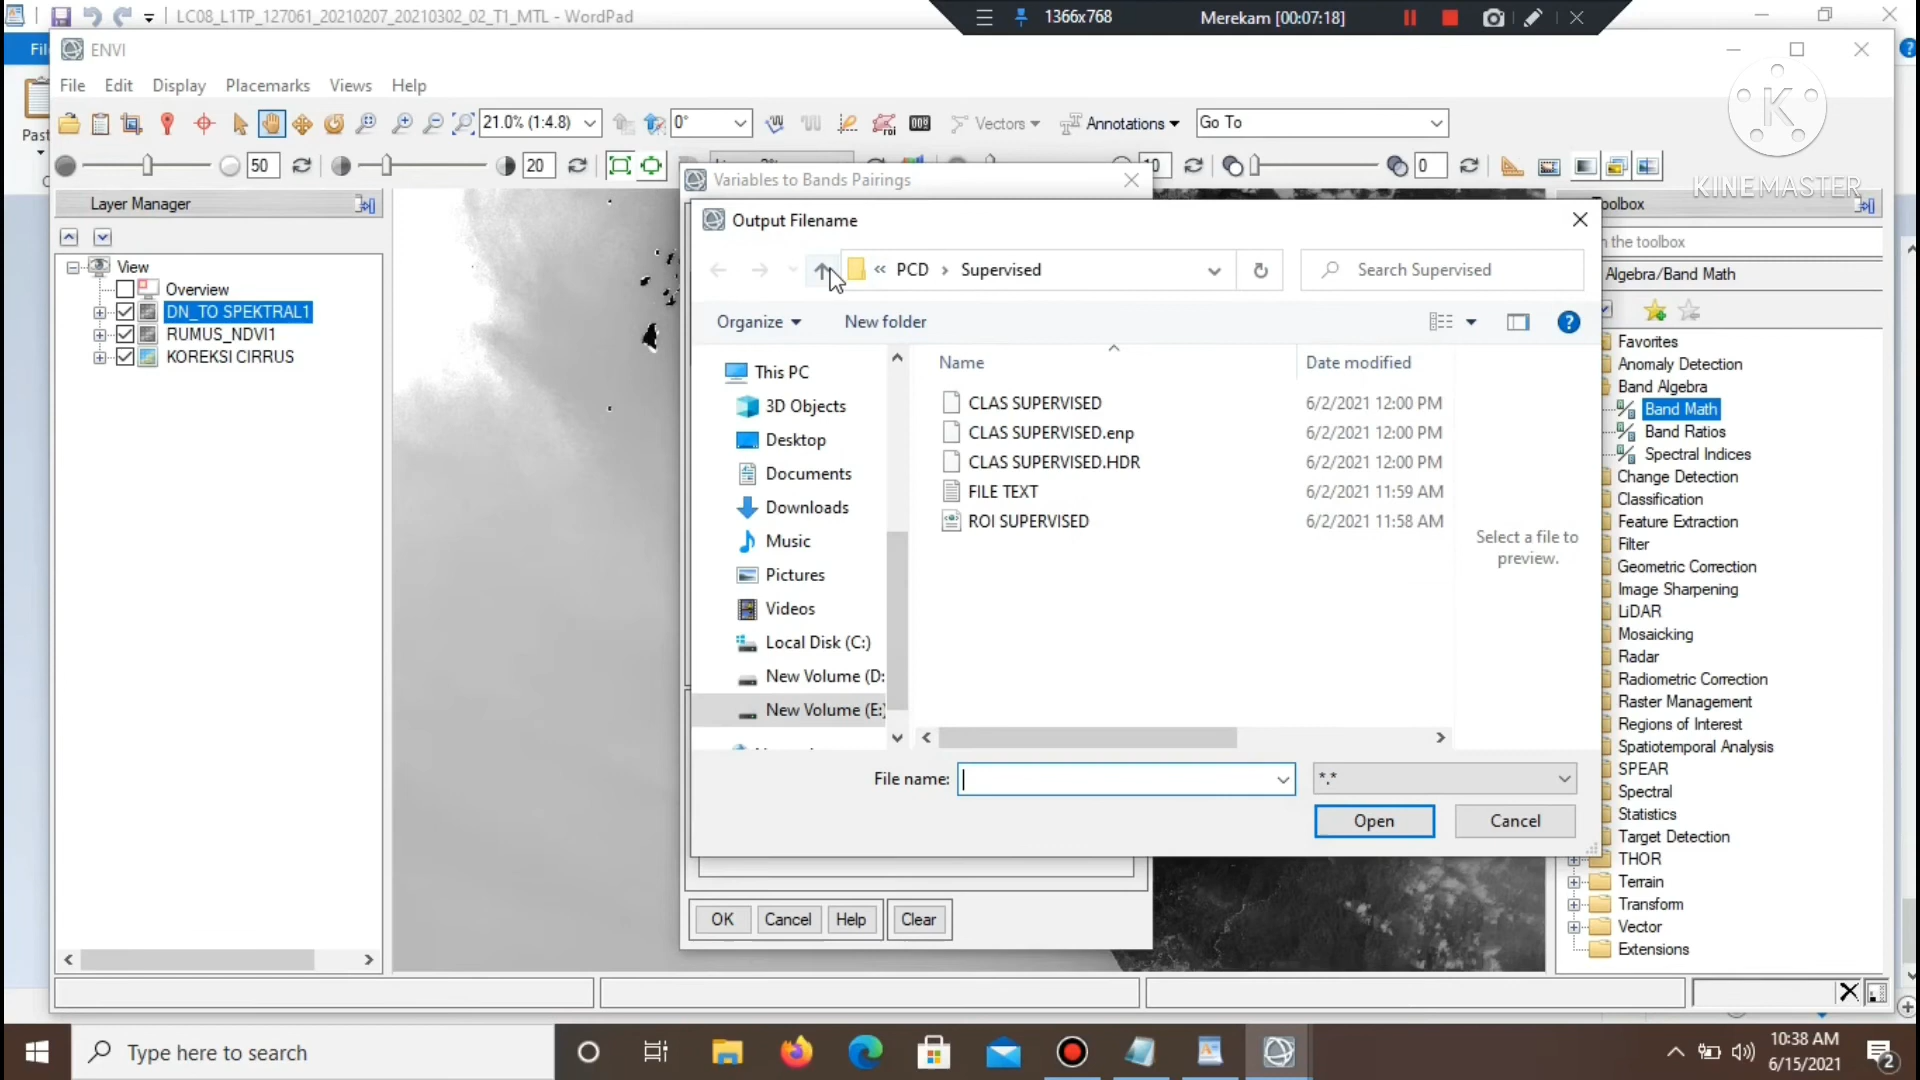 LC08_L1TP_127061_20210207_20210302_02_T1_MTL - WordPad
1366x768
Merekam [00:07:18]
ENVI
File Edit Display Placemarks Views Help
21.0% (1:4.8)
0°
Vectors
Annotations
Go To
50
20
10
0
KINEMASTER
Layer Manager
View
Overview
DN_TO SPEKTRAL1
RUMUS_NDVI1
KOREKSI CIRRUS
Variables to Bands Pairings
Output Filename
« PCD › Supervised
Search Supervised
Organize
New folder
This PC
3D Objects
Desktop
Documents
Downloads
Music
Pictures
Videos
Local Disk (C:)
New Volume (D:
New Volume (E:)
Name Date modified
CLAS SUPERVISED 6/2/2021 12:00 PM
CLAS SUPERVISED.enp 6/2/2021 12:00 PM
CLAS SUPERVISED.HDR 6/2/2021 12:00 PM
FILE TEXT 6/2/2021 11:59 AM
ROI SUPERVISED 6/2/2021 11:58 AM
Select a file to
preview.
File name:
*.*
Open Cancel
OK Cancel Help Clear
oolbox
n the toolbox
Algebra/Band Math
Favorites
Anomaly Detection
Band Algebra
Band Math
Band Ratios
Spectral Indices
Change Detection
Classification
Feature Extraction
Filter
Geometric Correction
Image Sharpening
LiDAR
Mosaicking
Radar
Radiometric Correction
Raster Management
Regions of Interest
Spatiotemporal Analysis
SPEAR
Spectral
Statistics
Target Detection
THOR
Terrain
Transform
Vector
Extensions
Type here to search
10:38 AM
6/15/2021
2